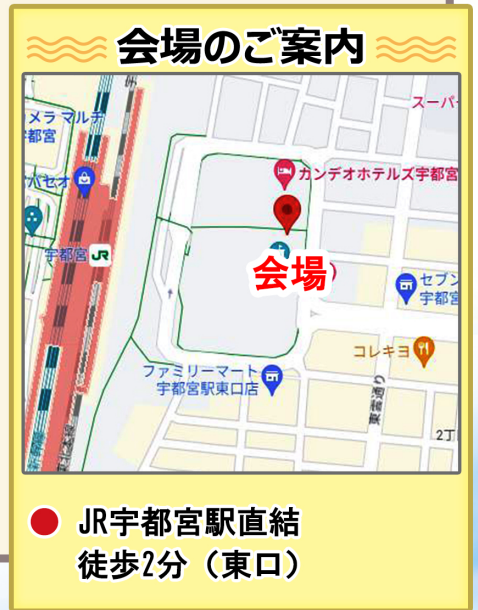 会場のご案内
スーパー
メラ マルチ
都宮
カンデオホテルズ宇都宮
パセオ
宇都宮 JR
会場
セブン
宇都宮
コレキヨ
ファミリーマート
宇都宮駅東口店
東雲通り
2丁
JR宇都宮駅直結
徒歩2分（東口）